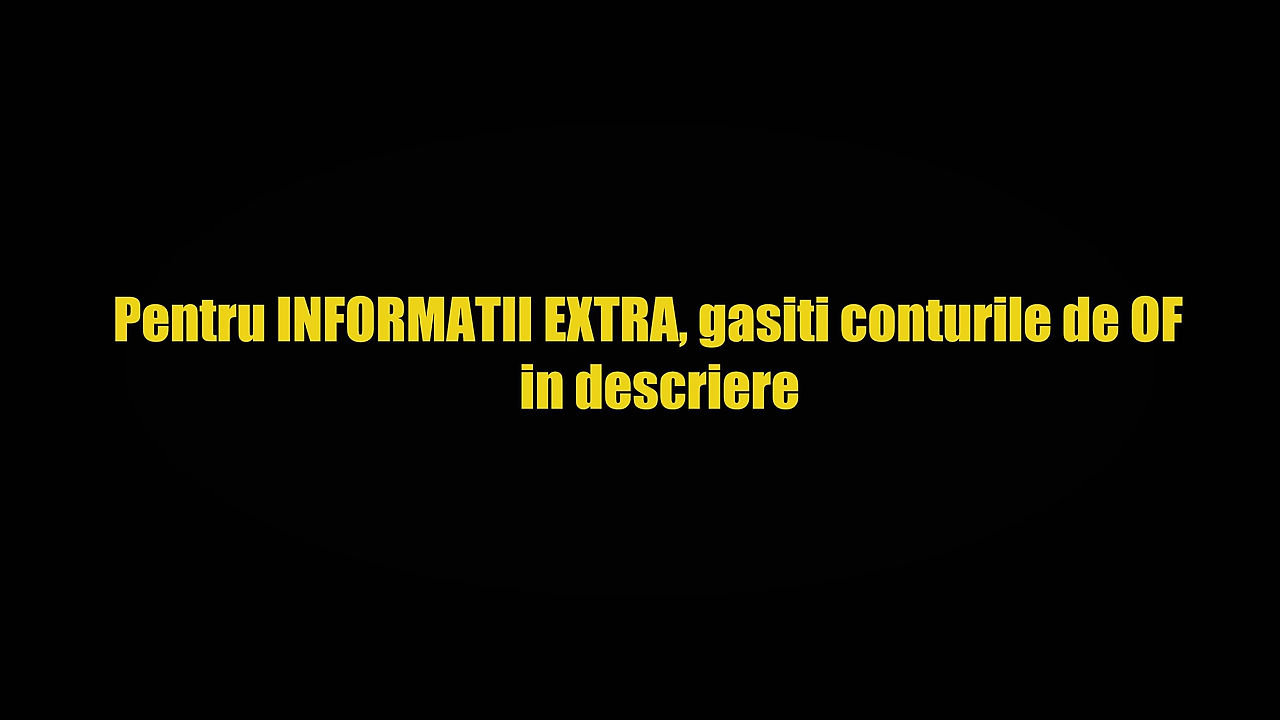 Pentru INFORMATII EXTRA, gasiti conturile de OF
in descriere